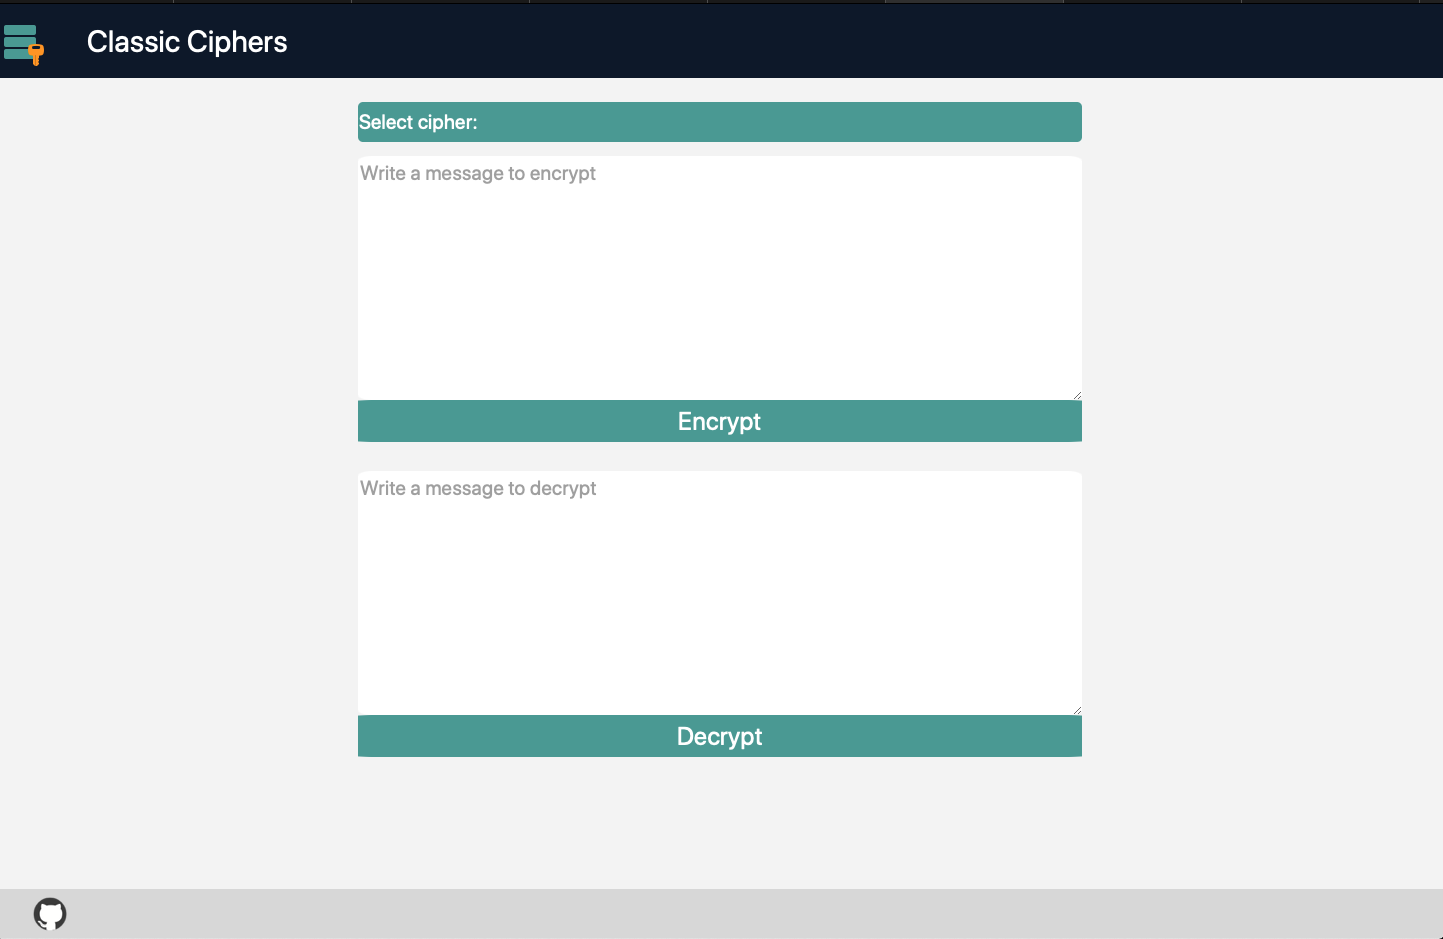 Classic Ciphers
Select cipher:
Write a message to encrypt
Encrypt
Write a message to decrypt
Decrypt